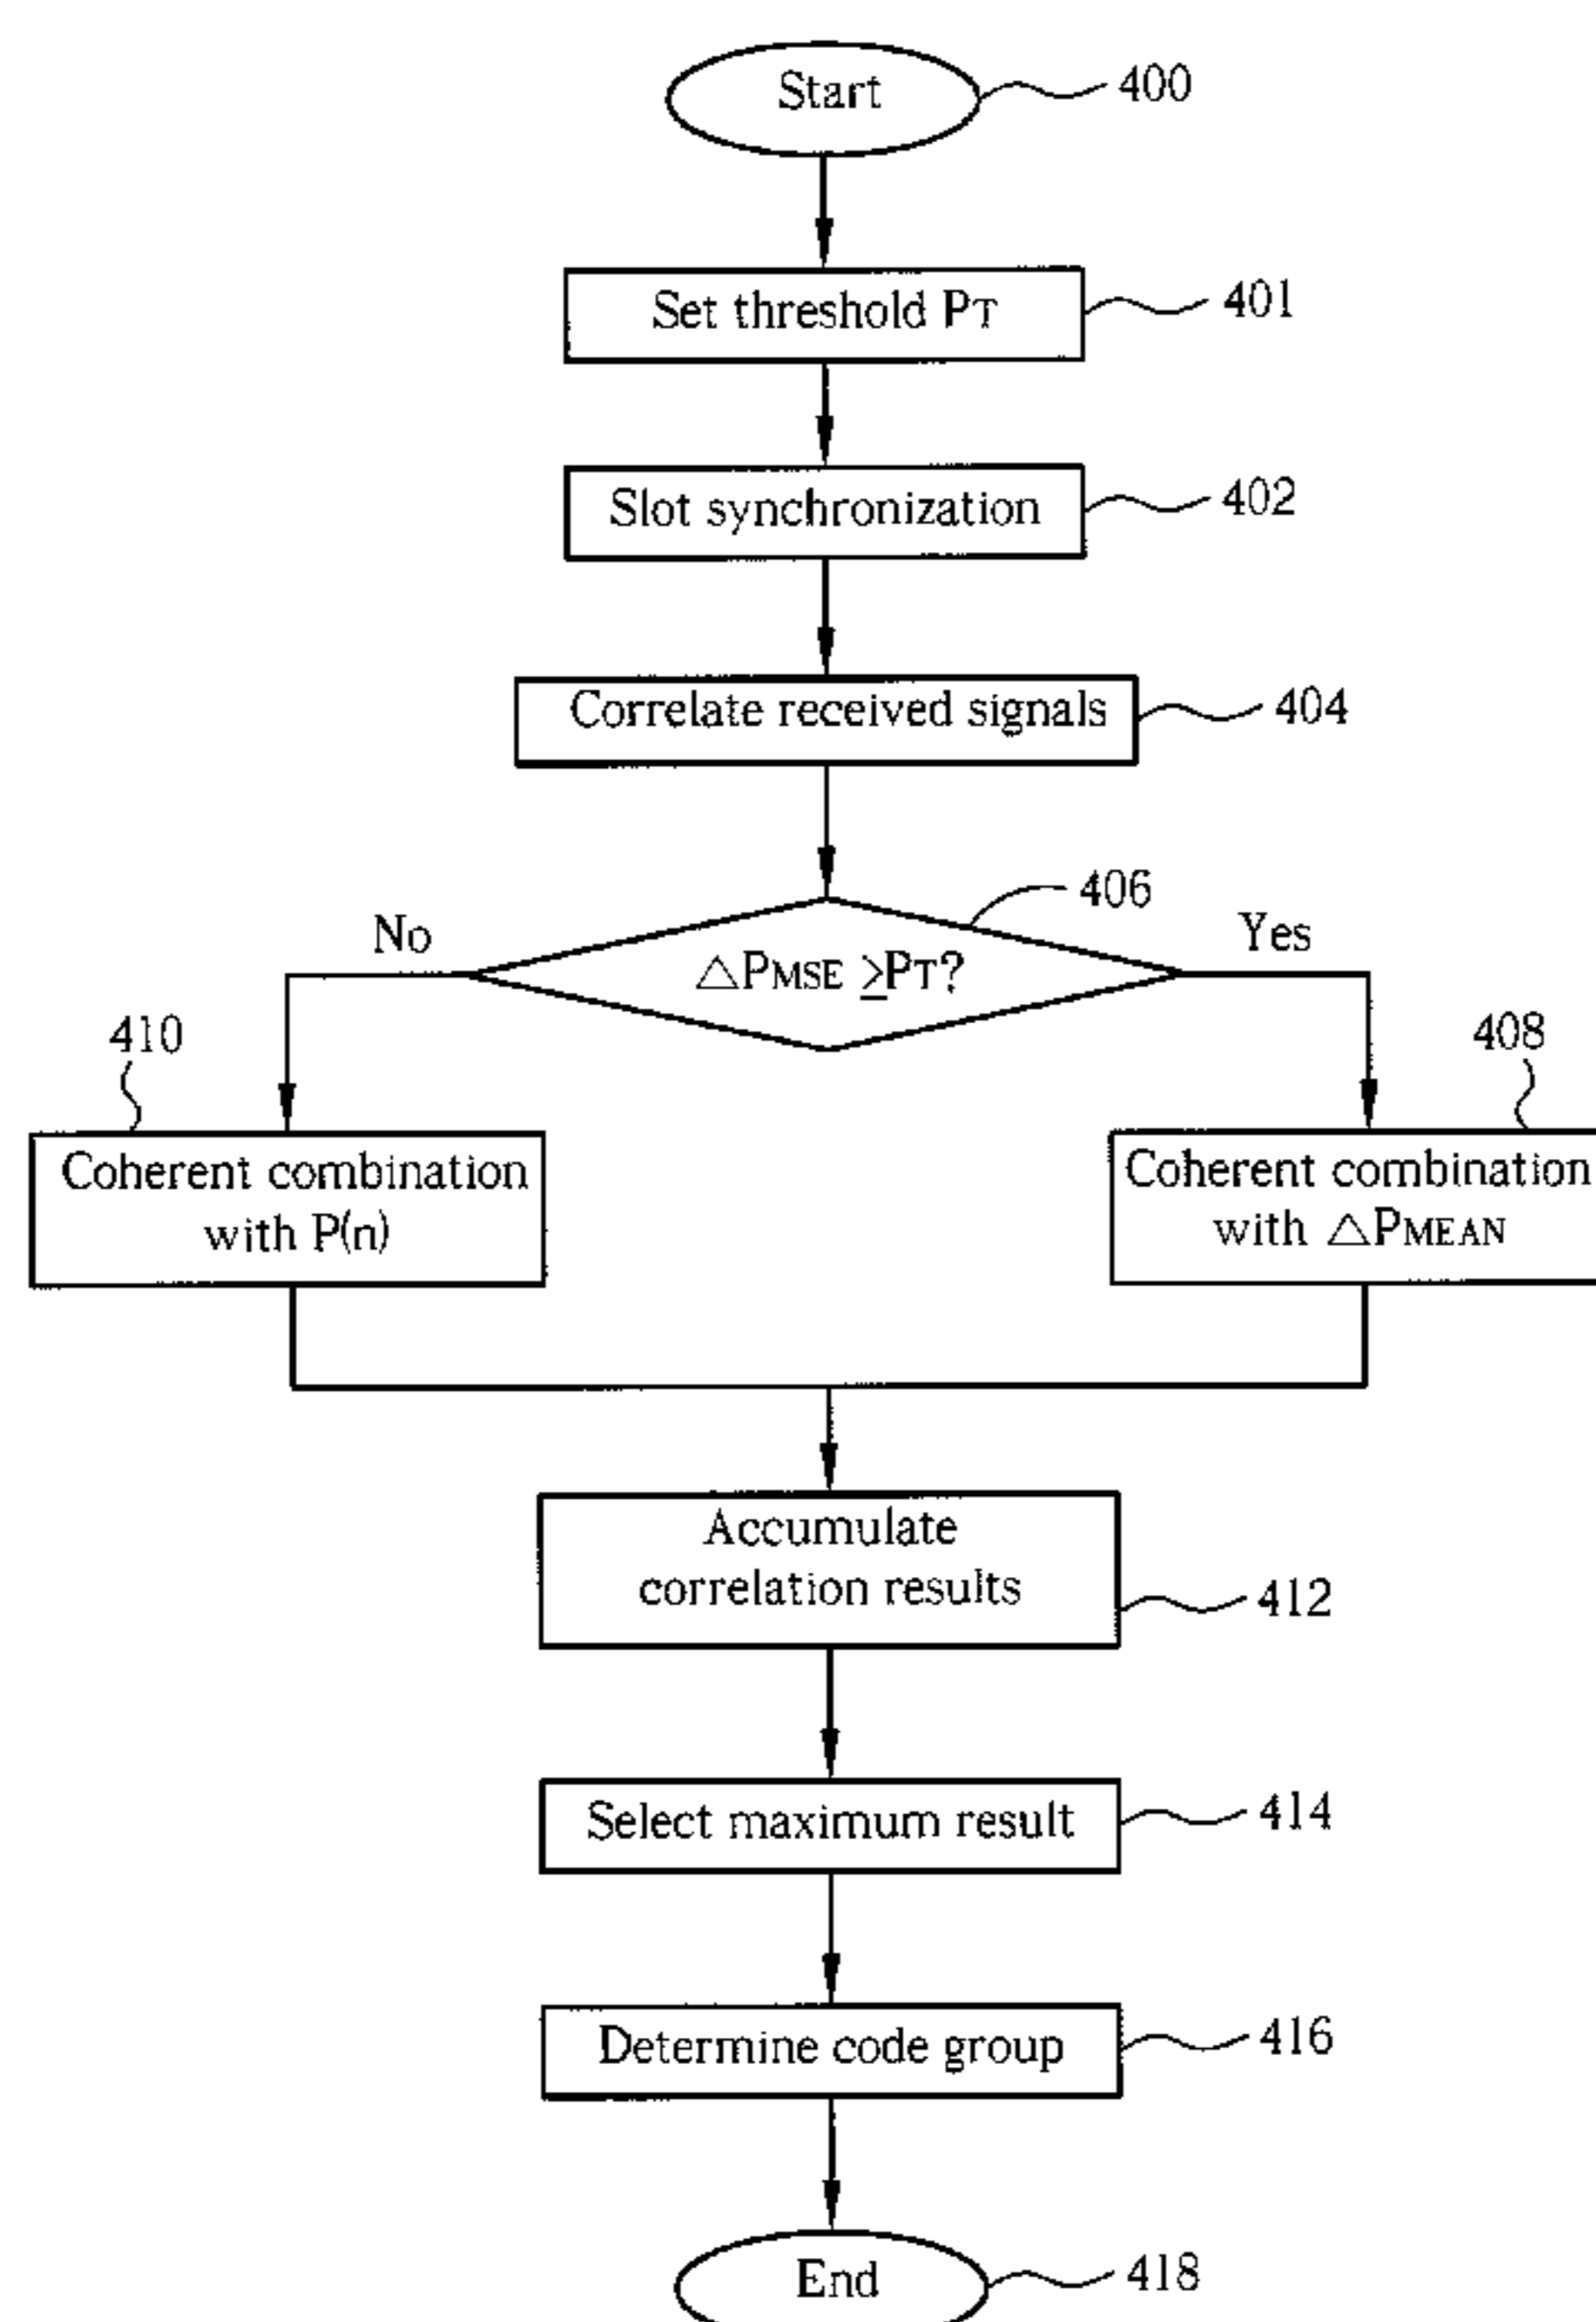 Start
400
Set threshold PT
401
Slot synchronization
402
Correlate received signals
404
406
No
Yes
△PMSE ≥PT?
410
408
Coherent combination
with P(n)
Coherent combination
with △PMEAN
Accumulate
correlation results
412
Select maximum result
414
Determine code group
416
End
418